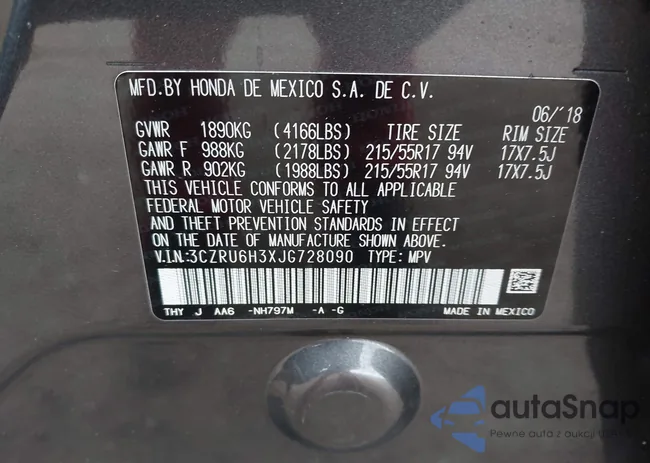 MFD.BY HONDA DE MEXICO S.A. DE C.V.
06/'18
GVWR 1890KG (4166LBS) TIRE SIZE RIM SIZE
GAWR F 988KG (2178LBS) 215/55R17 94V 17X7.5J
GAWR R 902KG (1988LBS) 215/55R17 94V 17X7.5J
THIS VEHICLE CONFORMS TO ALL APPLICABLE
FEDERAL MOTOR VEHICLE SAFETY
AND THEFT PREVENTION STANDARDS IN EFFECT
ON DATE OF MANUFACTURE SHOWN ABOVE.
V.I.N:3CZRU6H3XJG728090 TYPE: MPV
THY J AA6 -NH797M -A -G MADE IN MEXICO
autaSnap
Pewne auta z aukcji